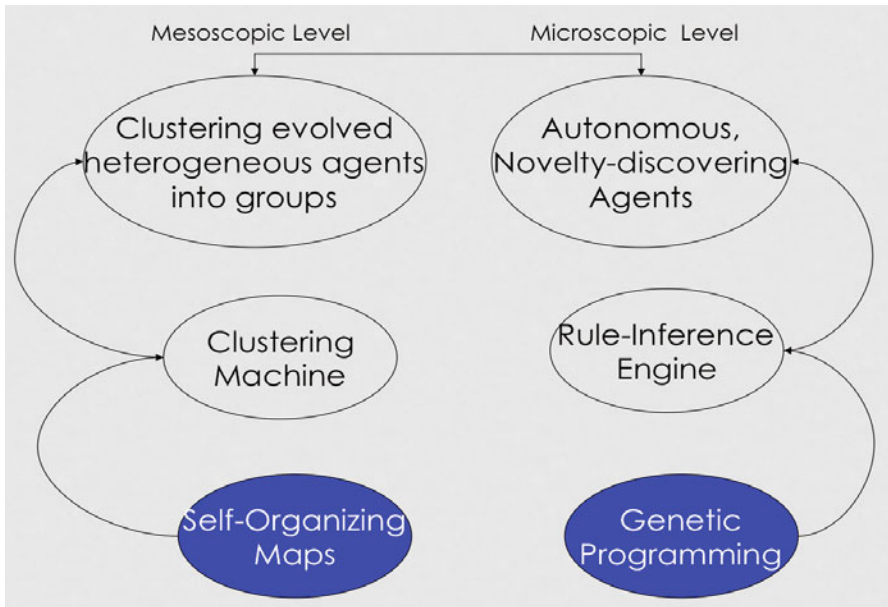 Mesoscopic Level
Microscopic Level
Clustering evolved
heterogeneous agents
into groups
Autonomous,
Novelty-discovering
Agents
Clustering
Machine
Rule-Inference
Engine
Self-Organizing
Maps
Genetic
Programming